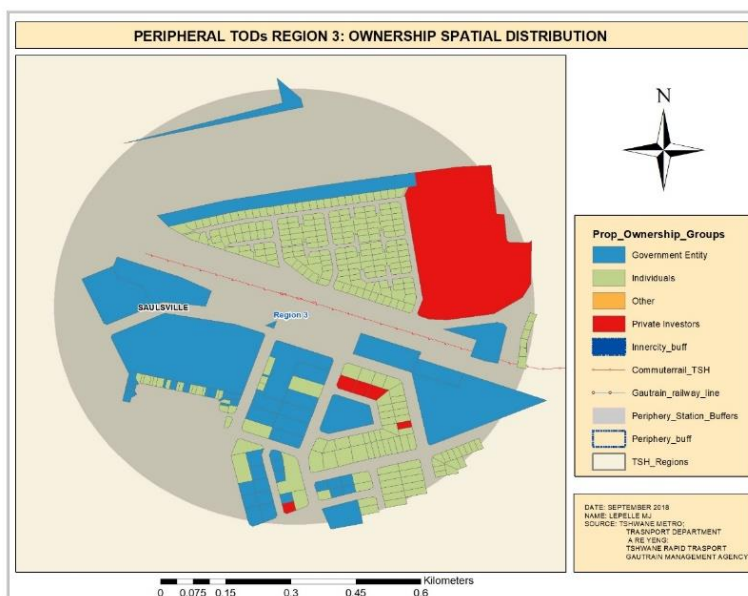 PERIPHERAL TODs REGION 3: OWNERSHIP SPATIAL DISTRIBUTION
N
SAULSVILLE
Region 3
Prop_Ownership_Groups
Government Entity
Individuals
Other
Private Investors
Innercity_buff
Commuterrail_TSH
Gautrain_railway_line
Periphery_Station_Buffers
Periphery_buff
TSH_Regions
DATE: SEPTEMBER 2018
NAME: LEPELLE MJ
SOURCE: TSHWANE METRO:
TRASNPORT DEPARTMENT
A RE YENG:
TSHWANE RAPID TRASPORT
GAUTRAIN MANAGEMENT AGENCY
Kilometers
0 0.075 0.15 0.3 0.45 0.6